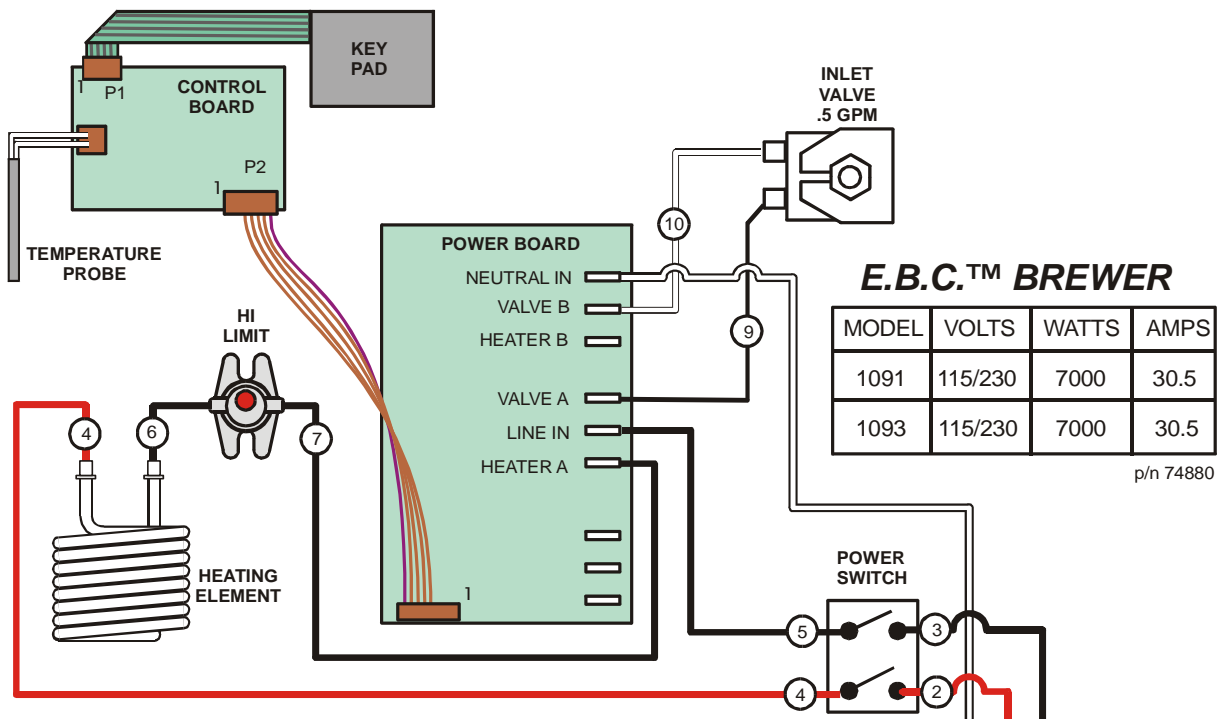 KEY
PAD
1
P1
CONTROL
BOARD
P2
1
TEMPERATURE
PROBE
INLET
VALVE
.5 GPM
10
9
POWER BOARD
NEUTRAL IN
VALVE B
HEATER B
VALVE A
LINE IN
HEATER A
1
HI
LIMIT
4
6
7
HEATING
ELEMENT
E.B.C.™ BREWER
MODEL VOLTS WATTS AMPS
1091 115/230 7000 30.5
1093 115/230 7000 30.5
p/n 74880
POWER
SWITCH
5
3
4
2